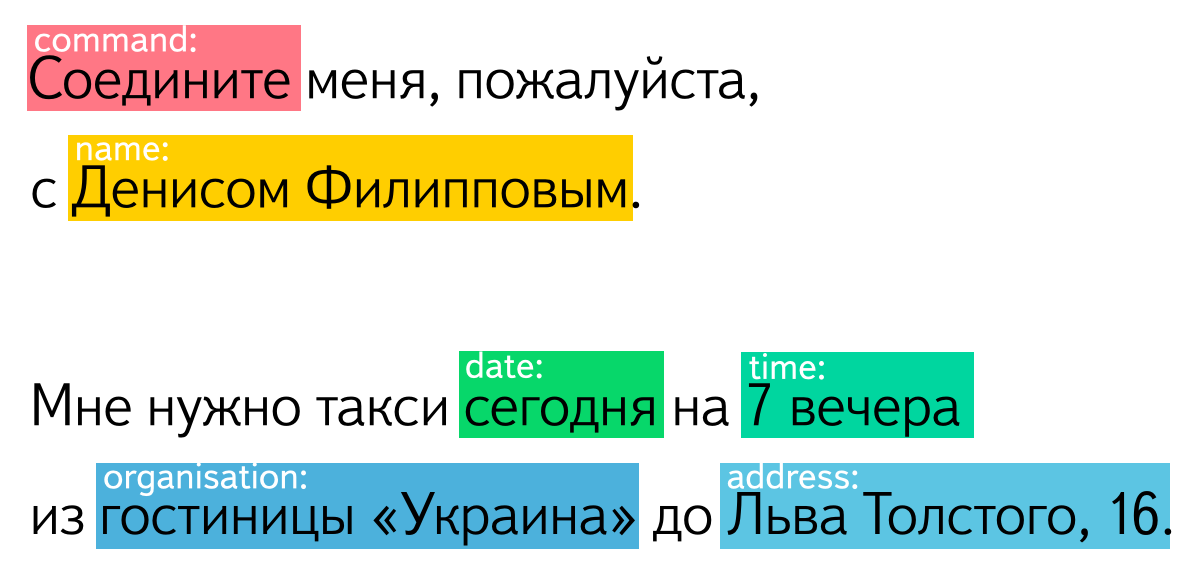 command:
Соедините меня, пожалуйста,
name:
с Денисом Филипповым.
date: time:
Мне нужно такси сегодня на 7 вечера
organisation: address:
из гостиницы «Украина» до Льва Толстого, 16.